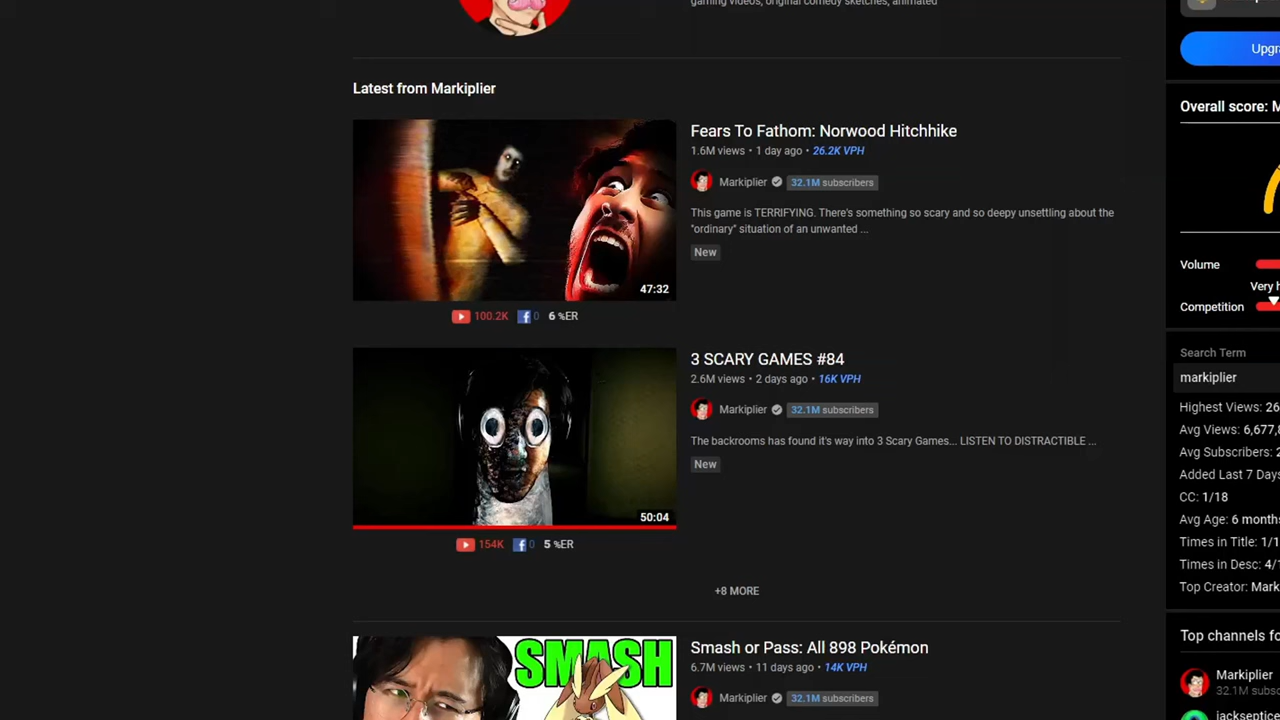 gaming videos, original comedy sketches, animated
Upgra
Latest from Markiplier
Overall score: M
Fears To Fathom: Norwood Hitchhike
1.6M views • 1 day ago • 26.2K VPH
Markiplier 32.1M subscribers
This game is TERRIFYING. There's something so scary and so deepy unsettling about the
"ordinary" situation of an unwanted ...
New
47:32
100.2K 0 6 %ER
Volume
Very h
Competition
3 SCARY GAMES #84
2.6M views • 2 days ago • 16K VPH
Markiplier 32.1M subscribers
The backrooms has found it's way into 3 Scary Games... LISTEN TO DISTRACTIBLE ...
New
50:04
154K 0 5 %ER
Search Term
markiplier
Highest Views: 26
Avg Views: 6,677,8
Avg Subscribers: 2
Added Last 7 Days
CC: 1/18
Avg Age: 6 months
Times in Title: 1/1
Times in Desc: 4/1
Top Creator: Mark
+8 MORE
SMASH
Smash or Pass: All 898 Pokémon
6.7M views • 11 days ago • 14K VPH
Markiplier 32.1M subscribers
Top channels fo
Markiplier
32.1M subsc
jacksepticeye